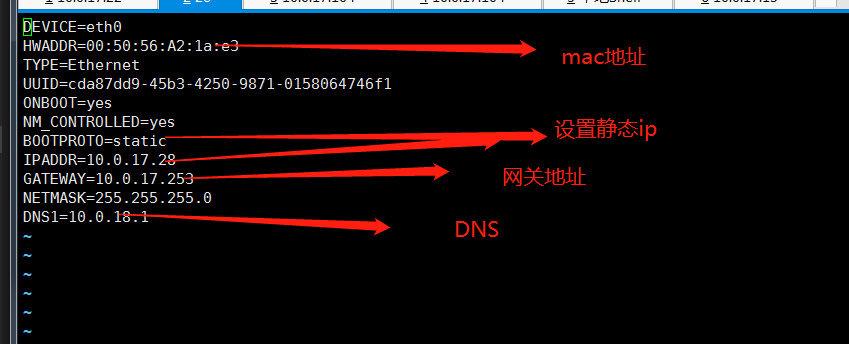 DEVICE=eth0
HWADDR=00:50:56:A2:1a:e3
mac地址
TYPE=Ethernet
UUID=cda87dd9-45b3-4250-9871-0158064746f1
ONBOOT=yes
NM_CONTROLLED=yes
设置静态ip
BOOTPROTO=static
IPADDR=10.0.17.28
GATEWAY=10.0.17.253
网关地址
NETMASK=255.255.255.0
DNS1=10.0.18.1
DNS
~
~
~
~
~
~